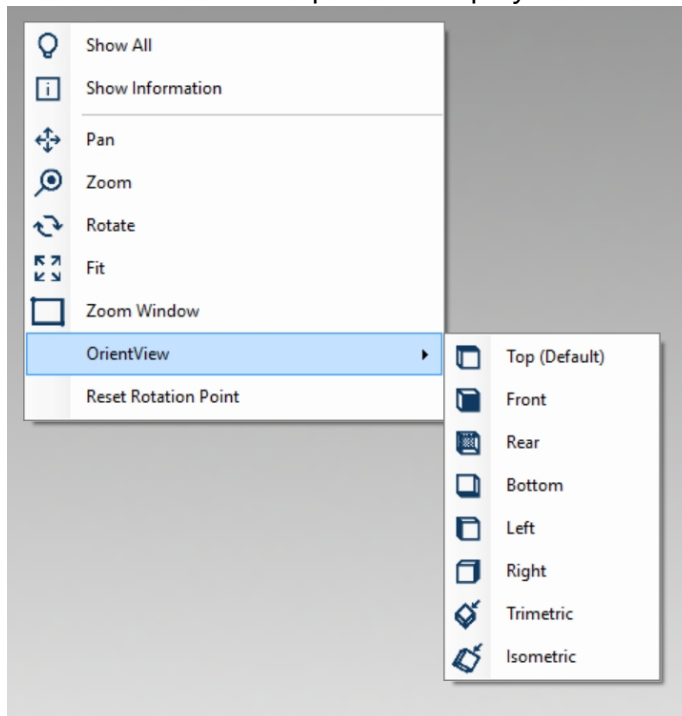 Show All
Show Information
Pan
Zoom
Rotate
Fit
Zoom Window
OrientView
Reset Rotation Point
Top (Default)
Front
Rear
Bottom
Left
Right
Trimetric
Isometric